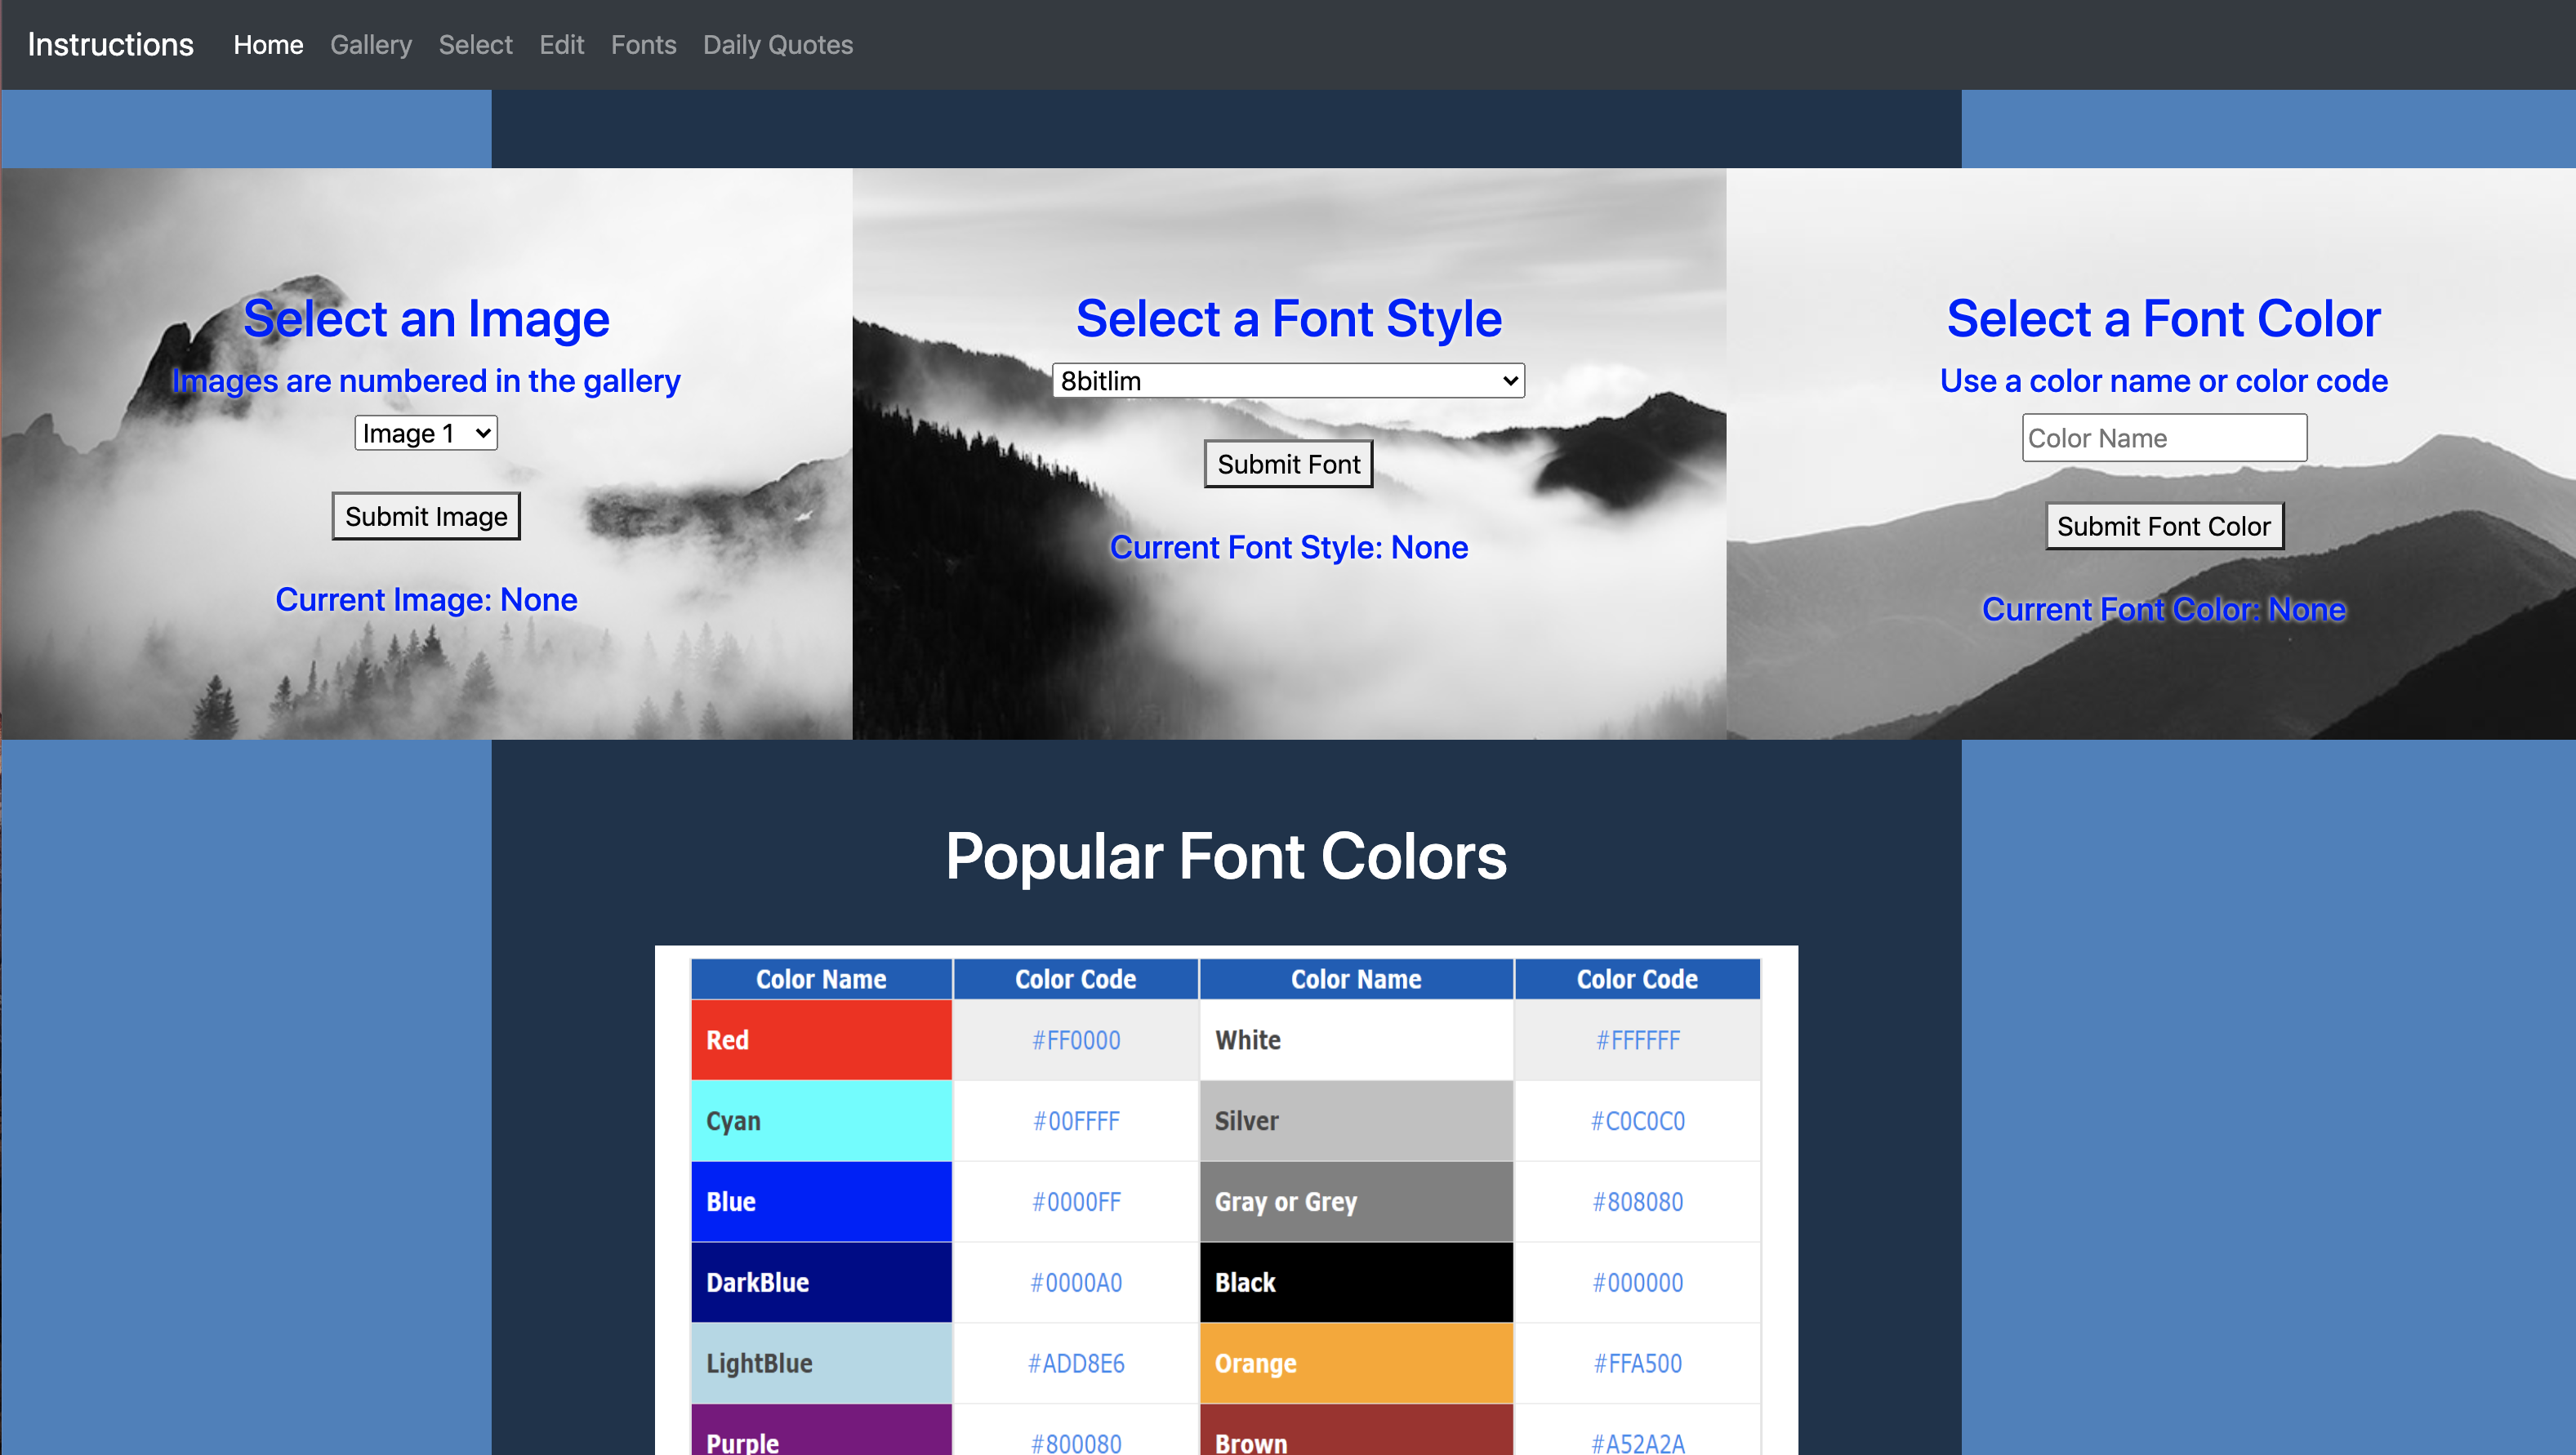 Instructions Home Gallery Select Edit Fonts Daily Quotes
Select an Image
Images are numbered in the gallery
Image 1
Submit Image
Current Image: None
Select a Font Style
8bitlim
Submit Font
Current Font Style: None
Select a Font Color
Use a color name or color code
Color Name
Submit Font Color
Current Font Color: None
Popular Font Colors
Color Name Color Code Color Name Color Code
Red #FF0000 White #FFFFFF
Cyan #00FFFF Silver #C0C0C0
Blue #0000FF Gray or Grey #808080
DarkBlue #0000A0 Black #000000
LightBlue #ADD8E6 Orange #FFA500
Purple #800080 Brown #A52A2A